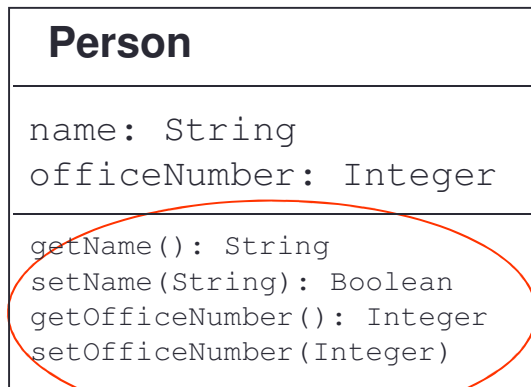 Person
name: String
officeNumber: Integer
getName(): String
setName(String): Boolean
getOfficeNumber(): Integer
setOfficeNumber(Integer)